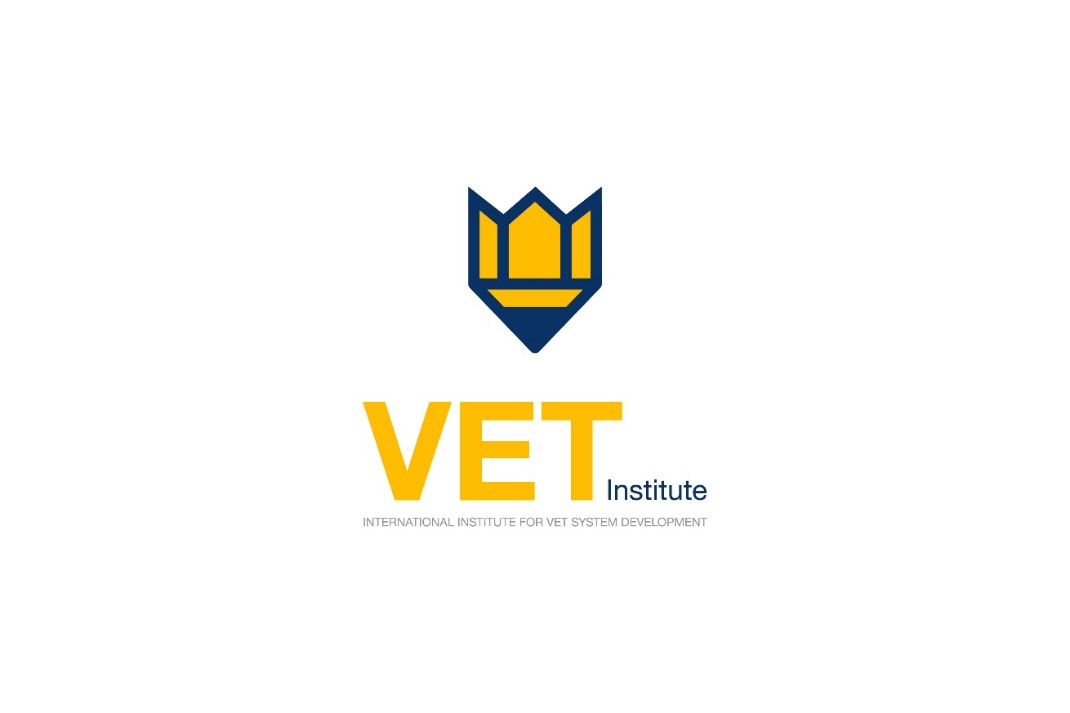 VET Institute
INTERNATIONAL INSTITUTE FOR VET SYSTEM DEVELOPMENT